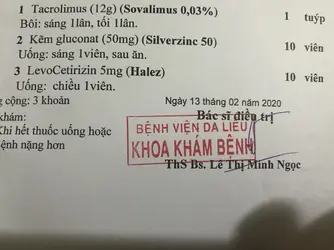 1 Tacrolimus (12g) (Sovalimus 0,03%) 1 tuýp
Bôi: sáng 1lần, tối 1lần.
2 Kẽm gluconat (50mg) (Silverzinc 50) 10 viên
Uống: sáng 1viên, sau ăn.
3 LevoCetirizin 5mg (Halez) 10 viên
Uống: chiều 1viên.
cộng: 3 khoản
Ngày 13 tháng 02 năm 2020
khám:
Bác sĩ điều trị
Khi hết thuốc uống hoặc
bệnh nặng hơn
BỆNH VIỆN DA LIỄU
KHOA KHÁM BỆNH
ThS Bs. Lê Thị Minh Ngọc